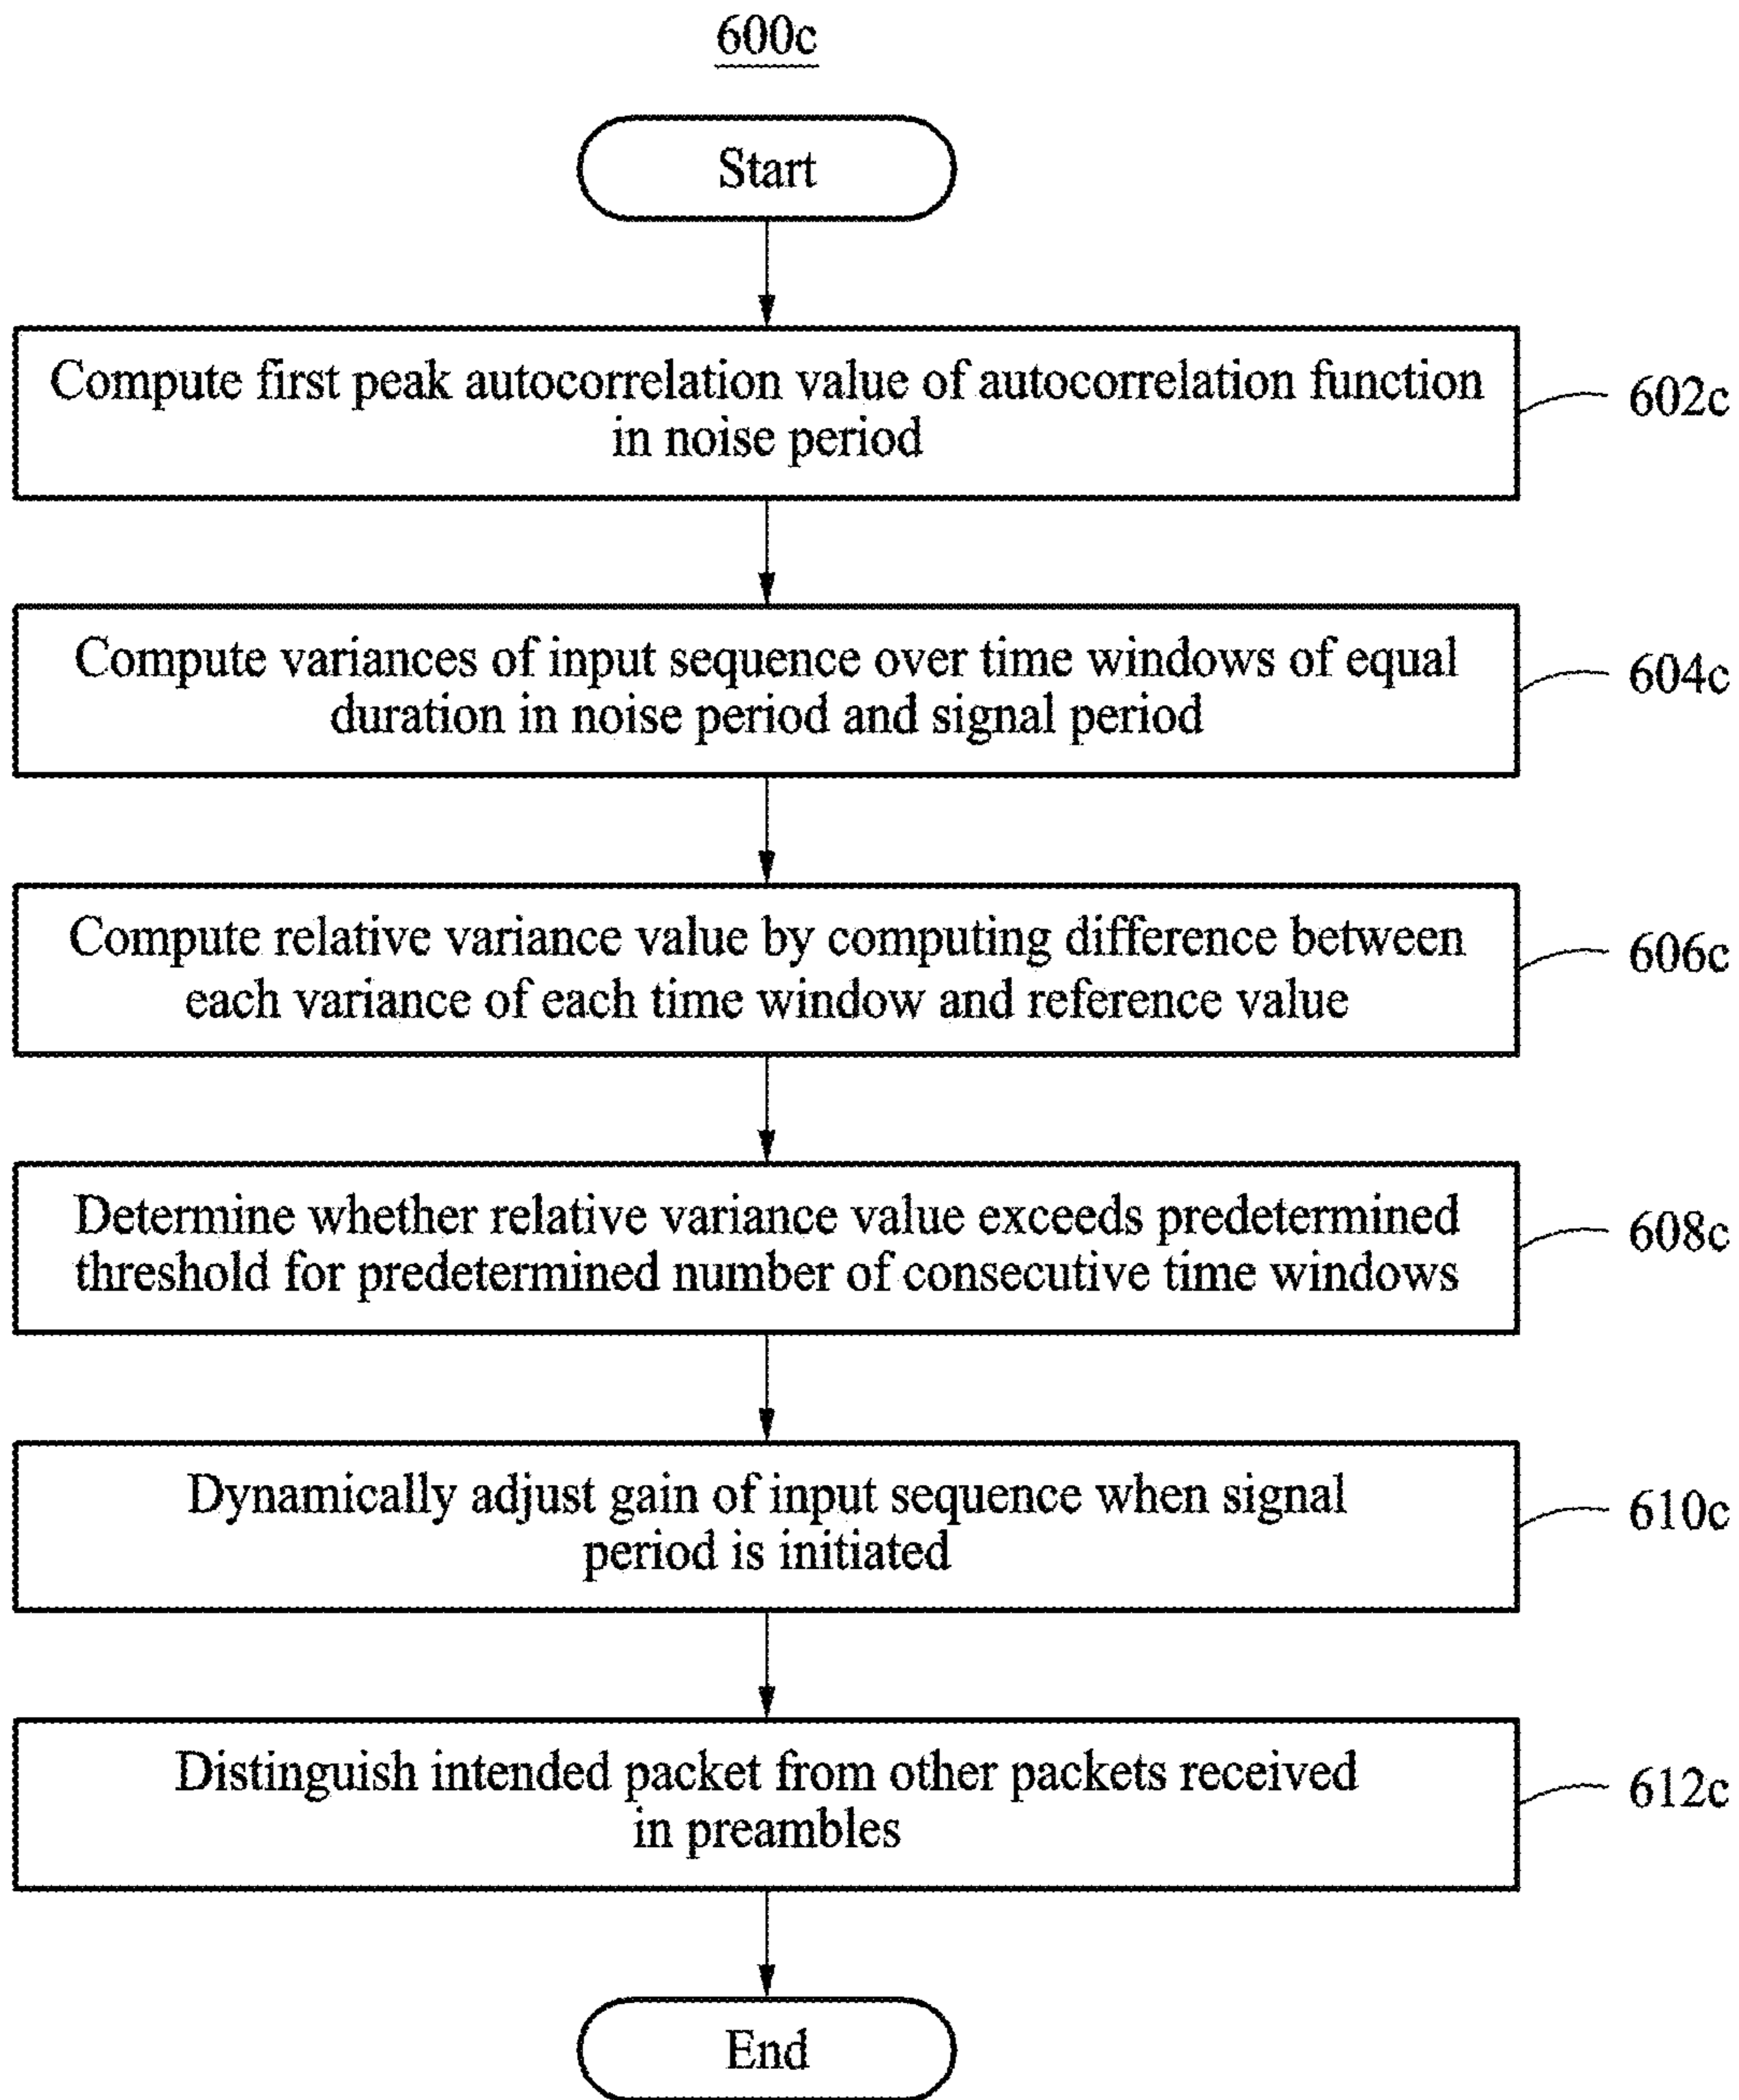 600c
Start
Compute first peak autocorrelation value of autocorrelation function
in noise period
602c
Compute variances of input sequence over time windows of equal
duration in noise period and signal period
604c
Compute relative variance value by computing difference between
each variance of each time window and reference value
606c
Determine whether relative variance value exceeds predetermined
threshold for predetermined number of consecutive time windows
608c
Dynamically adjust gain of input sequence when signal
period is initiated
610c
Distinguish intended packet from other packets received
in preambles
612c
End